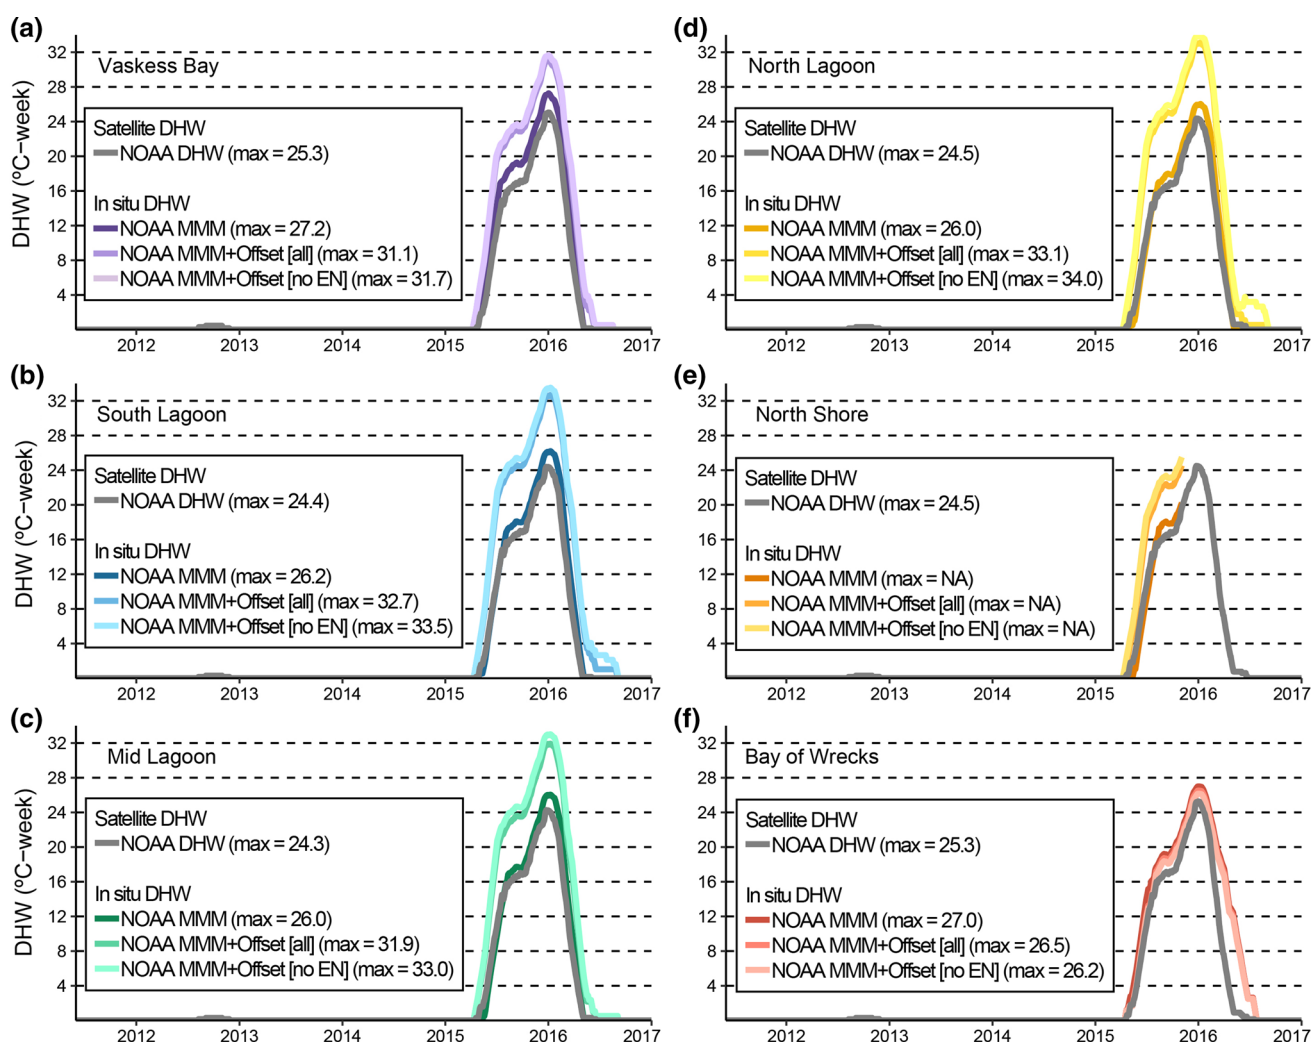 (a)
Vaskess Bay
DHW (ºC−week)
32
28
24
20
16
12
8
4
Satellite DHW
NOAA DHW (max = 25.3)
In situ DHW
NOAA MMM (max = 27.2)
NOAA MMM+Offset [all] (max = 31.1)
NOAA MMM+Offset [no EN] (max = 31.7)
2012 2013 2014 2015 2016 2017
(b)
South Lagoon
DHW (ºC−week)
32
28
24
20
16
12
8
4
Satellite DHW
NOAA DHW (max = 24.4)
In situ DHW
NOAA MMM (max = 26.2)
NOAA MMM+Offset [all] (max = 32.7)
NOAA MMM+Offset [no EN] (max = 33.5)
2012 2013 2014 2015 2016 2017
(c)
Mid Lagoon
DHW (ºC−week)
32
28
24
20
16
12
8
4
Satellite DHW
NOAA DHW (max = 24.3)
In situ DHW
NOAA MMM (max = 26.0)
NOAA MMM+Offset [all] (max = 31.9)
NOAA MMM+Offset [no EN] (max = 33.0)
2012 2013 2014 2015 2016 2017
(d)
North Lagoon
32
28
24
20
16
12
8
4
Satellite DHW
NOAA DHW (max = 24.5)
In situ DHW
NOAA MMM (max = 26.0)
NOAA MMM+Offset [all] (max = 33.1)
NOAA MMM+Offset [no EN] (max = 34.0)
2012 2013 2014 2015 2016 2017
(e)
North Shore
32
28
24
20
16
12
8
4
Satellite DHW
NOAA DHW (max = 24.5)
In situ DHW
NOAA MMM (max = NA)
NOAA MMM+Offset [all] (max = NA)
NOAA MMM+Offset [no EN] (max = NA)
2012 2013 2014 2015 2016 2017
(f)
Bay of Wrecks
32
28
24
20
16
12
8
4
Satellite DHW
NOAA DHW (max = 25.3)
In situ DHW
NOAA MMM (max = 27.0)
NOAA MMM+Offset [all] (max = 26.5)
NOAA MMM+Offset [no EN] (max = 26.2)
2012 2013 2014 2015 2016 2017